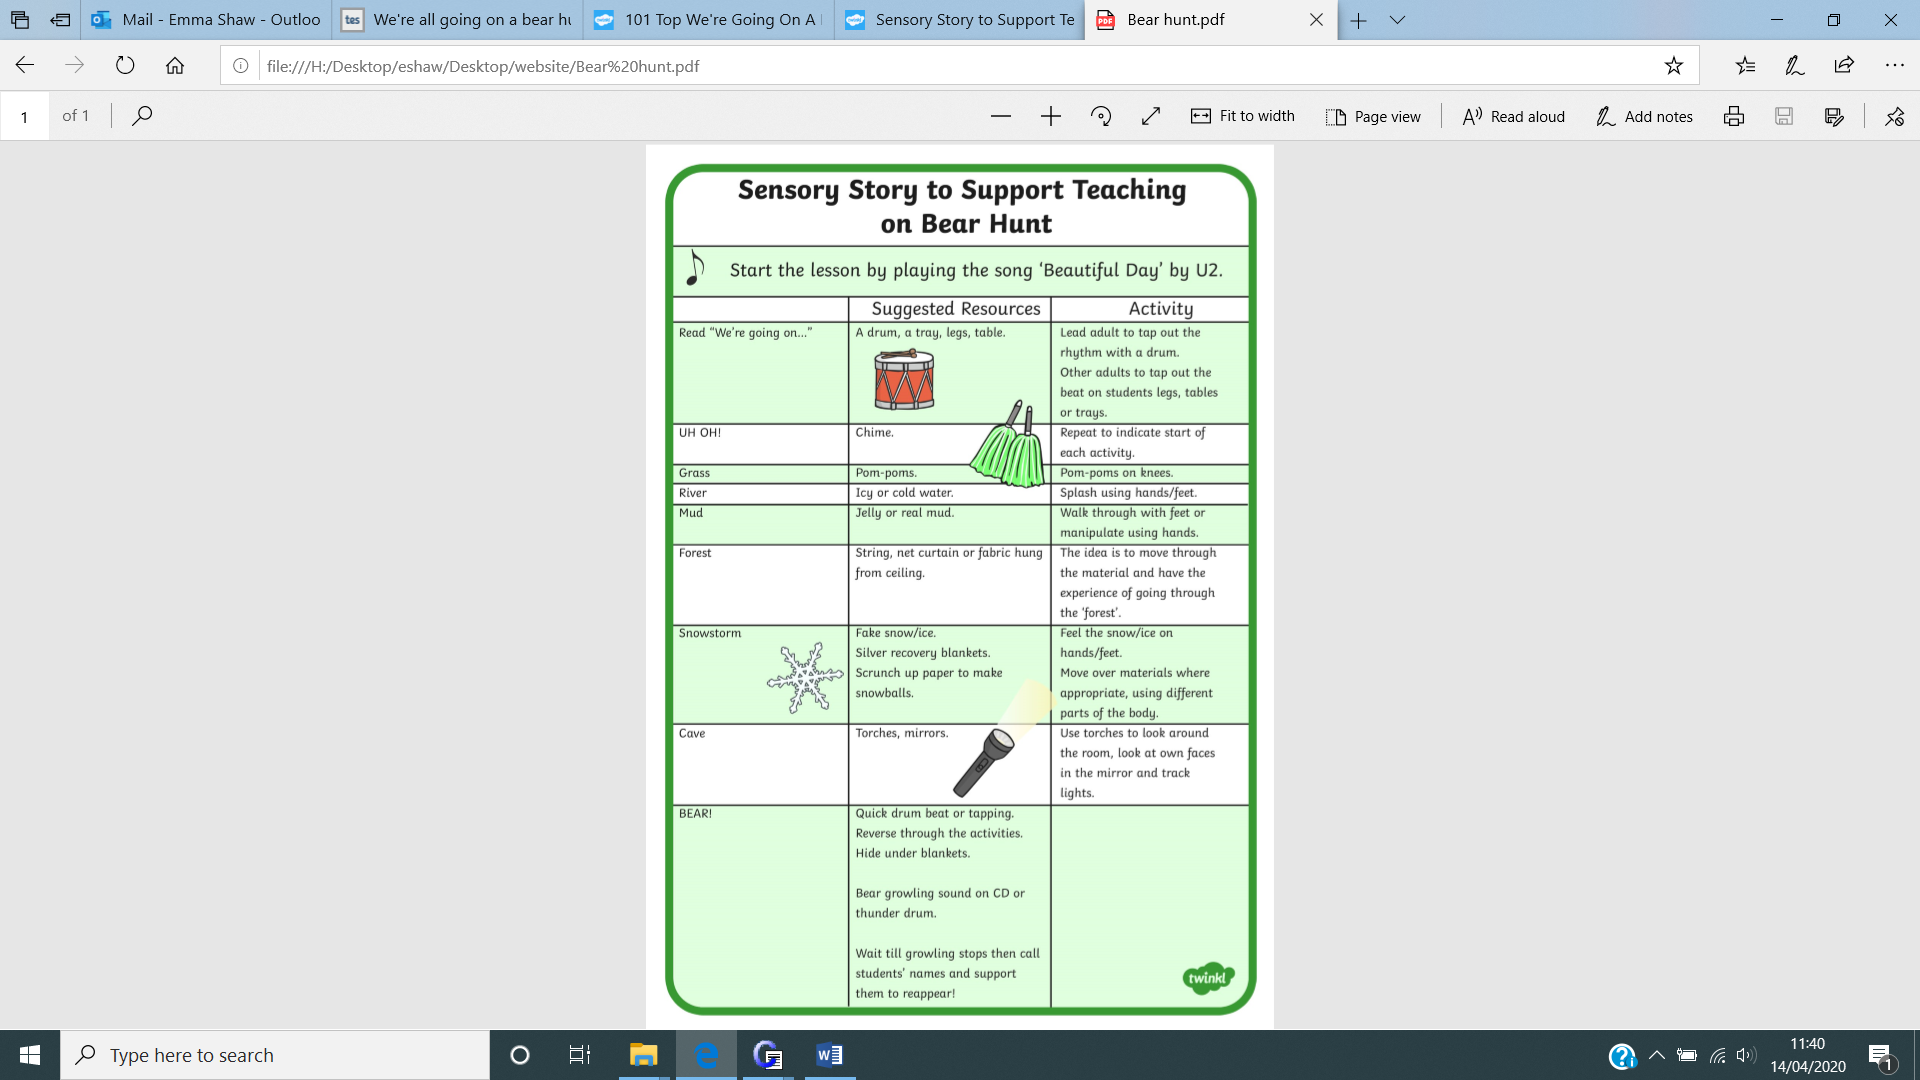 Mail - Emma Shaw - Outloo
tes We're all going on a bear hu
101 Top We're Going On A
Sensory Story to Support Te
PDF Bear hunt.pdf
file:///H:/Desktop/eshaw/Desktop/website/Bear%20hunt.pdf
1 of 1
Fit to width
Page view
Read aloud
Add notes
Sensory Story to Support Teaching
on Bear Hunt
Start the lesson by playing the song ‘Beautiful Day’ by U2.
Suggested Resources
Activity
Read “We’re going on...”
A drum, a tray, legs, table.
Lead adult to tap out the
rhythm with a drum.
Other adults to tap out the
beat on students legs, tables
or trays.
UH OH!
Chime.
Repeat to indicate start of
each activity.
Grass
Pom-poms.
Pom-poms on knees.
River
Icy or cold water.
Splash using hands/feet.
Mud
Jelly or real mud.
Walk through with feet or
manipulate using hands.
Forest
String, net curtain or fabric hung
from ceiling.
The idea is to move through
the material and have the
experience of going through
the ‘forest’.
Snowstorm
Fake snow/ice.
Silver recovery blankets.
Scrunch up paper to make
snowballs.
Feel the snow/ice on
hands/feet.
Move over materials where
appropriate, using different
parts of the body.
Cave
Torches, mirrors.
Use torches to look around
the room, look at own faces
in the mirror and track
lights.
BEAR!
Quick drum beat or tapping.
Reverse through the activities.
Hide under blankets.
Bear growling sound on CD or
thunder drum.
Wait till growling stops then call
students’ names and support
them to reappear!
twinkl
Type here to search
11:40
14/04/2020
1